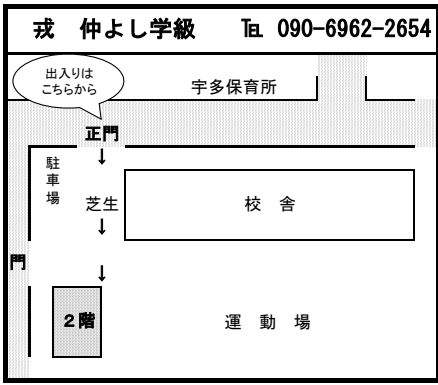 戎 仲よし学級 ℡ 090-6962-2654
出入りは
こちらから
宇多保育所
正門
↓
駐車場
芝生
校 舎
↓
門
↓
2階
運 動 場